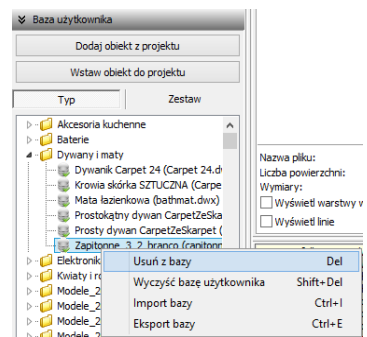 Baza użytkownika
Dodaj obiekt z projektu
Wstaw obiekt do projektu
Typ Zestaw
Akcesoria kuchenne
Baterie
Dywany i maty
Dywanik Carpet 24 (Carpet 24.d
Krowia skórka SZTUCZNA (Carpe
Mata łazienkowa (bathmat.dwx)
Prostokątny dywan CarpetZeSka
Prosty dywan CarpetZeSkarpet (
Zapitonne_3_2_branco (capitonn
Elektronik
Kwiaty i ro
Modele_2
Modele_2
Modele_2
Modele_2
Nazwa pliku:
Liczba powierzchni:
Wymiary:
Wyświetl warstwy w
Wyświetl linie
Usuń z bazy Del
Wyczyść bazę użytkownika Shift+Del
Import bazy Ctrl+I
Eksport bazy Ctrl+E